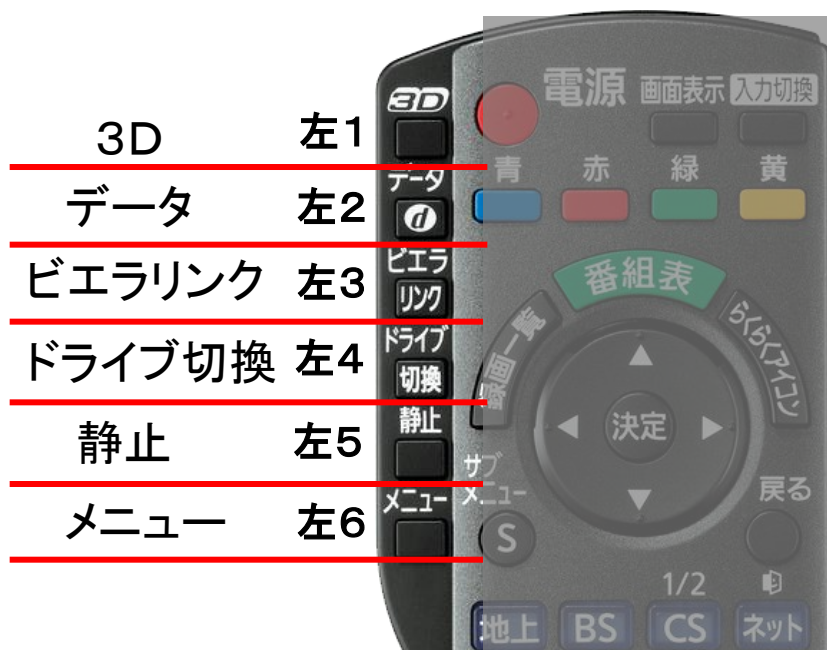 3D 左1
データ 左2
ビエラリンク 左3
ドライブ切換 左4
静止 左5
メニュー 左6
3D
データ
d
ビエラ
リンク
ドライブ
切換
静止
メニュー
電源 画面表示 入力切換
青 赤 緑 黄
番組表
録画一覧
らくらくアイコン
決定
サブ
メニュー
S
戻る
1/2
地上 BS CS ネット